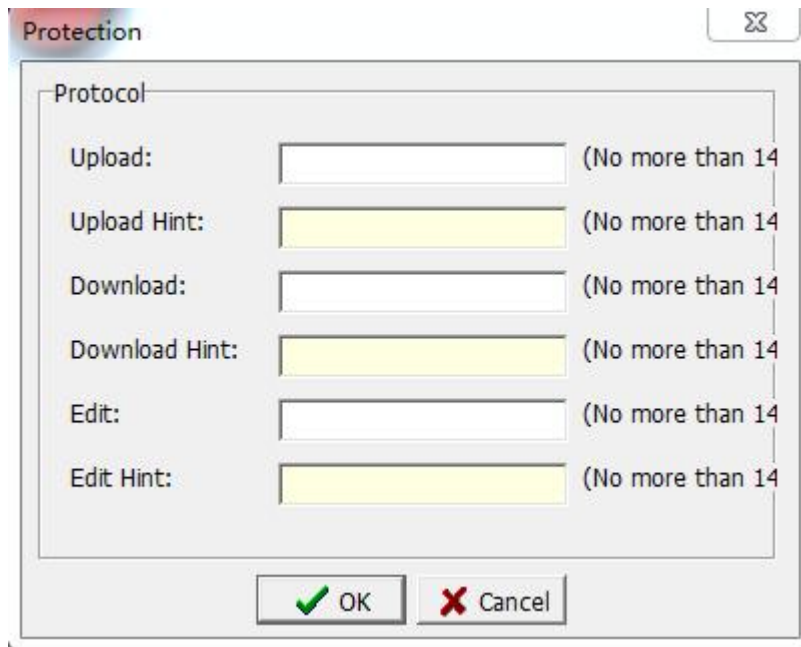 Protection
Protocol
Upload: (No more than 14
Upload Hint: (No more than 14
Download: (No more than 14
Download Hint: (No more than 14
Edit: (No more than 14
Edit Hint: (No more than 14
OK Cancel